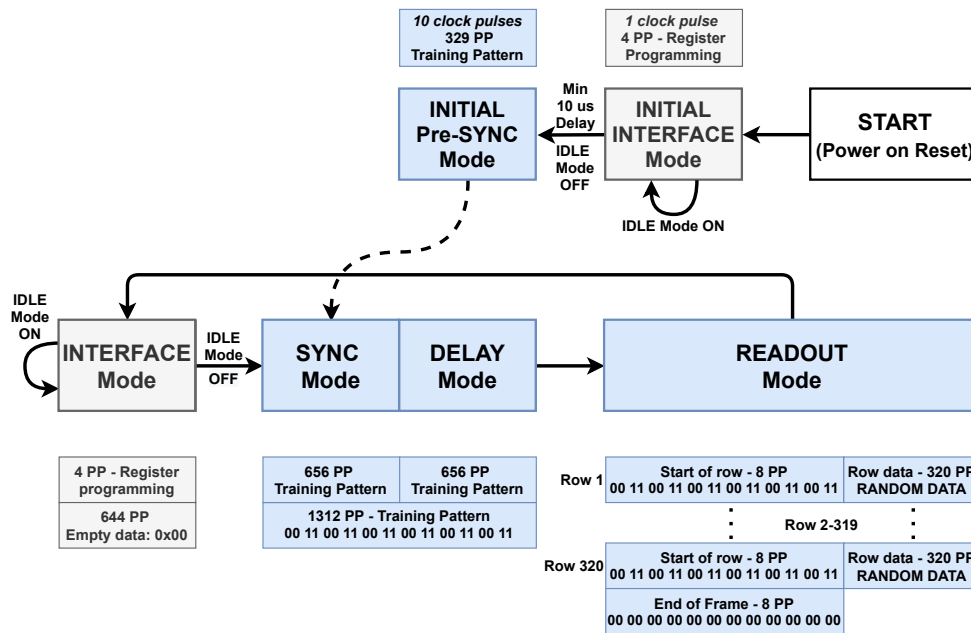 10 clock pulses
329 PP
Training Pattern
1 clock pulse
4 PP - Register
Programming
INITIAL
Pre-SYNC
Mode
Min
10 us
Delay
IDLE
Mode
OFF
INITIAL
INTERFACE
Mode
START
(Power on Reset)
IDLE Mode ON
IDLE
Mode
ON
INTERFACE
Mode
IDLE
Mode
OFF
SYNC
Mode
DELAY
Mode
READOUT
Mode
4 PP - Register
programming
644 PP
Empty data: 0x00
656 PP
Training Pattern
656 PP
Training Pattern
1312 PP - Training Pattern
00 11 00 11 00 11 00 11 00 11 00 11
Row 1
Start of row - 8 PP
00 11 00 11 00 11 00 11 00 11 00 11
Row data - 320 PP
RANDOM DATA
Row 2-319
Row 320
Start of row - 8 PP
00 11 00 11 00 11 00 11 00 11 00 11
Row data - 320 PP
RANDOM DATA
End of Frame - 8 PP
00 00 00 00 00 00 00 00 00 00 00 00